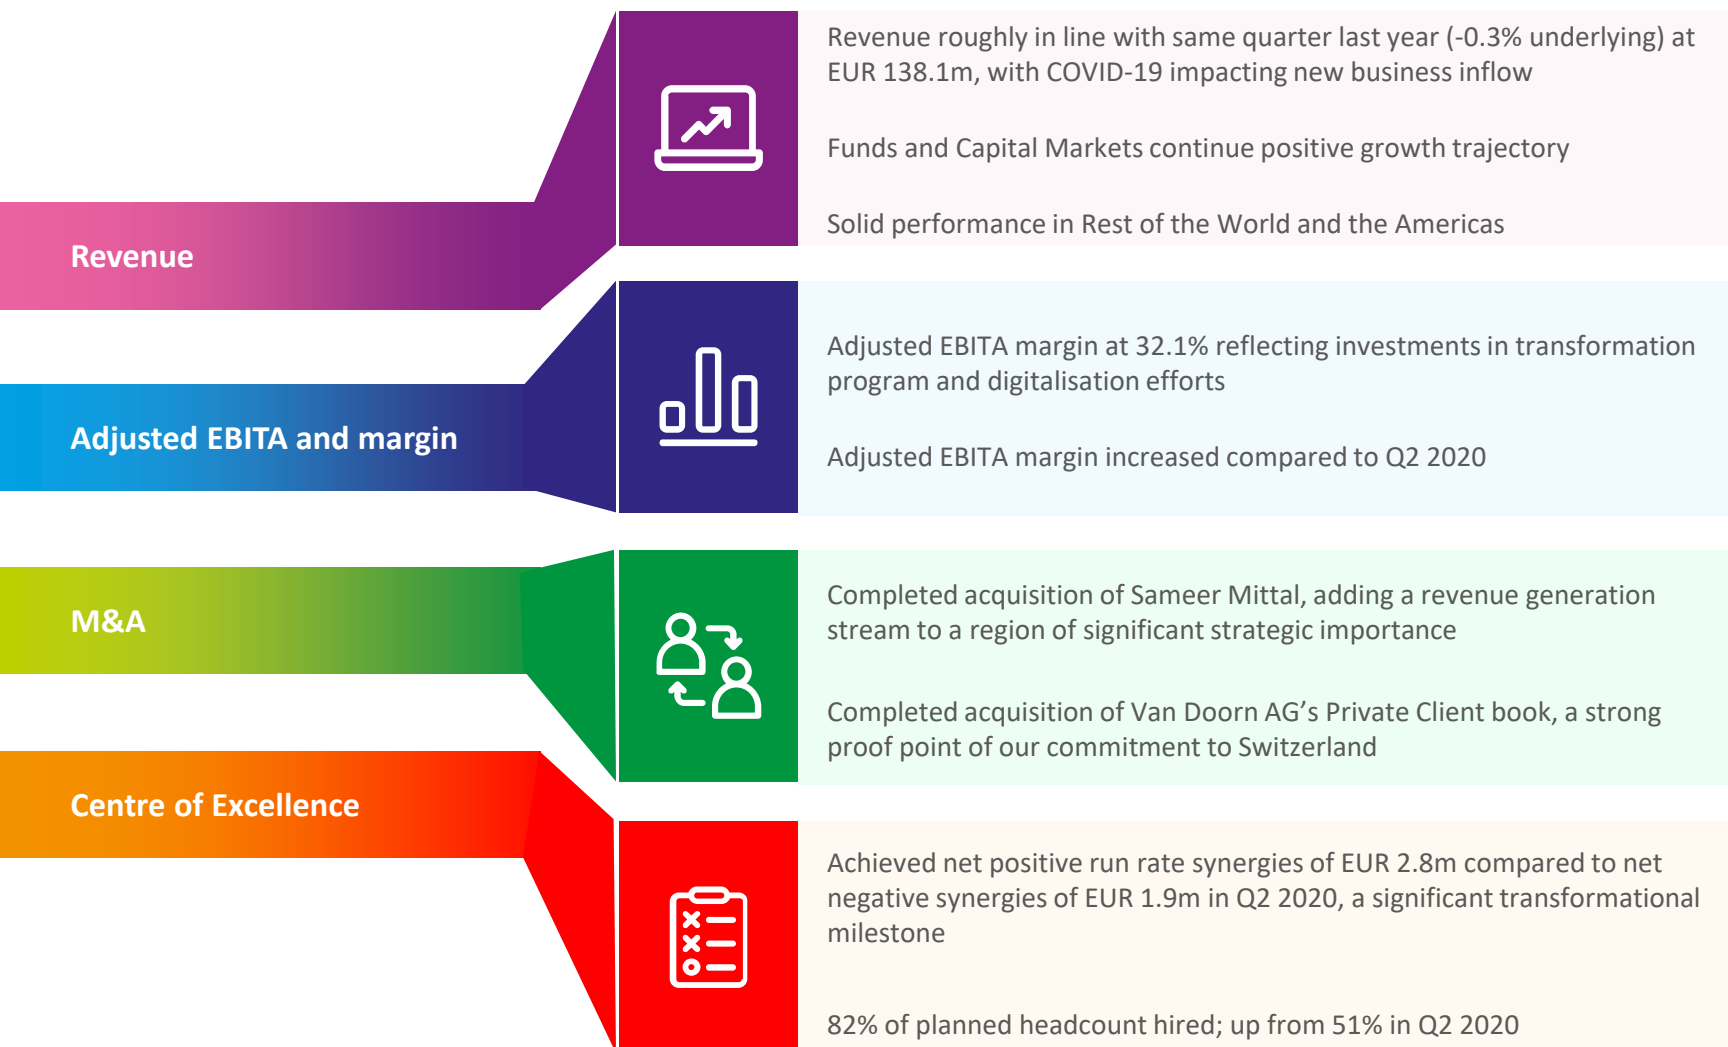 Revenue
Revenue roughly in line with same quarter last year (-0.3% underlying) at
EUR 138.1m, with COVID-19 impacting new business inflow
Funds and Capital Markets continue positive growth trajectory
Solid performance in Rest of the World and the Americas
Adjusted EBITA and margin
Adjusted EBITA margin at 32.1% reflecting investments in transformation
program and digitalisation efforts
Adjusted EBITA margin increased compared to Q2 2020
M&A
Completed acquisition of Sameer Mittal, adding a revenue generation
stream to a region of significant strategic importance
Completed acquisition of Van Doorn AG’s Private Client book, a strong
proof point of our commitment to Switzerland
Centre of Excellence
Achieved net positive run rate synergies of EUR 2.8m compared to net
negative synergies of EUR 1.9m in Q2 2020, a significant transformational
milestone
82% of planned headcount hired; up from 51% in Q2 2020